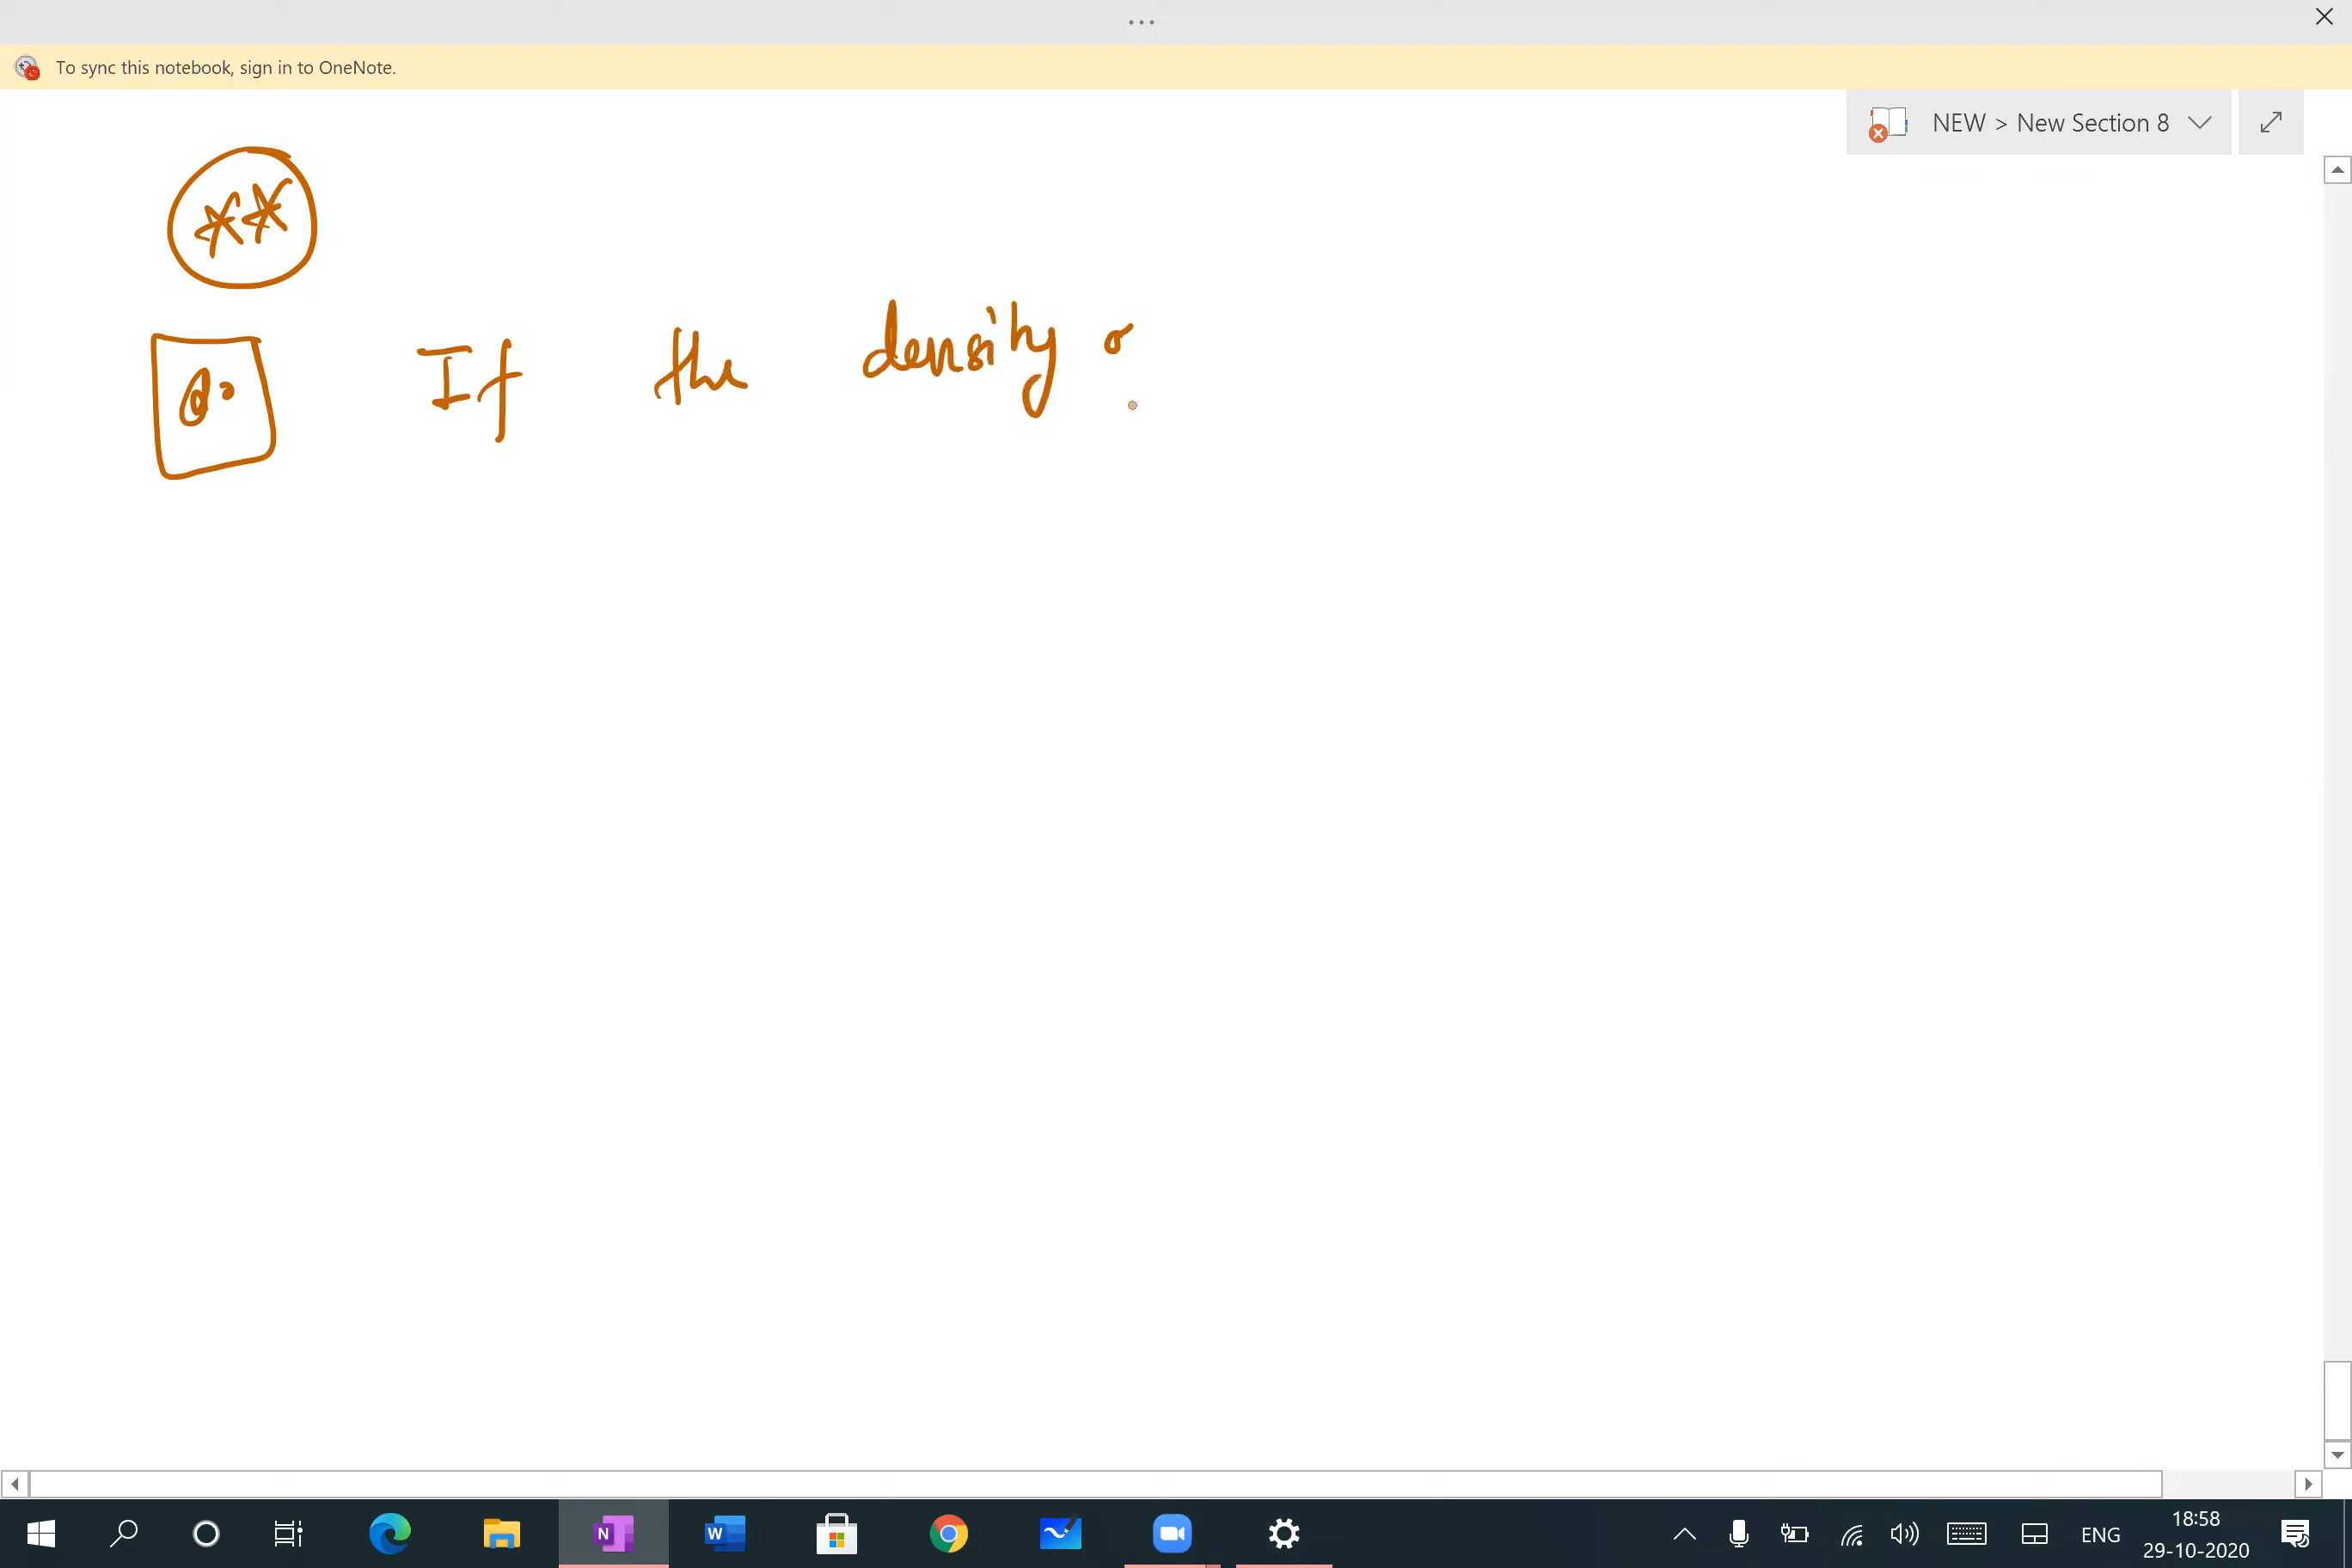 To sync this notebook, sign in to OneNote.
NEW > New Section 8
**
If the density o
N
W
ENG
18:58
29-10-2020